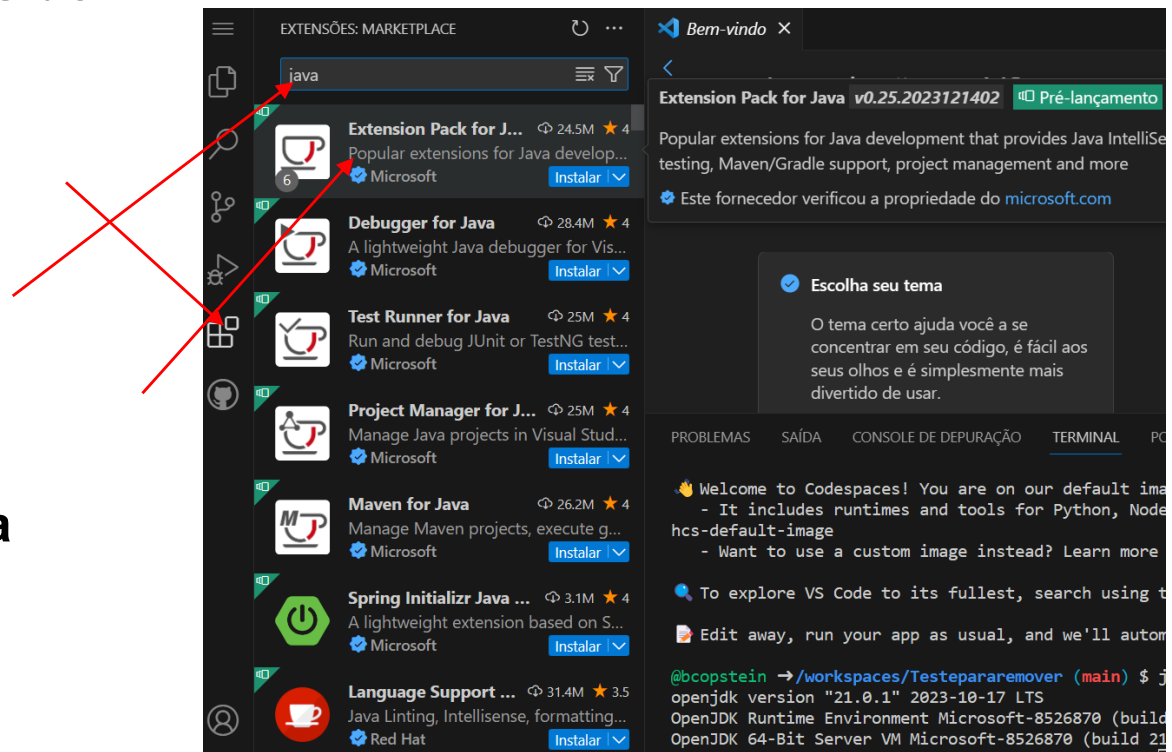 EXTENSÕES: MARKETPLACE
java
Extension Pack for J... 24.5M ★ 4
Popular extensions for Java develop...
6
Microsoft
Instalar
Debugger for Java 28.4M ★ 4
A lightweight Java debugger for Vis...
Microsoft
Instalar
Test Runner for Java 25M ★ 4
Run and debug JUnit or TestNG test...
Microsoft
Instalar
Project Manager for J... 25M ★ 4
Manage Java projects in Visual Stud...
Microsoft
Instalar
Maven for Java 26.2M ★ 4
Manage Maven projects, execute g...
Microsoft
Instalar
Spring Initializr Java ... 3.1M ★ 4
A lightweight extension based on S...
Microsoft
Instalar
Language Support ... 31.4M ★ 3.5
Java Linting, Intellisense, formatting...
Red Hat
Instalar
a
Bem-vindo
Extension Pack for Java v0.25.2023121402 Pré-lançamento
Popular extensions for Java development that provides Java IntelliSe
testing, Maven/Gradle support, project management and more
Este fornecedor verificou a propriedade do microsoft.com
Escolha seu tema
O tema certo ajuda você a se
concentrar em seu código, é fácil aos
seus olhos e é simplesmente mais
divertido de usar.
PROBLEMAS SAÍDA CONSOLE DE DEPURAÇÃO TERMINAL PO
👋 Welcome to Codespaces! You are on our default ima
- It includes runtimes and tools for Python, Node
hcs-default-image
- Want to use a custom image instead? Learn more
🔍 To explore VS Code to its fullest, search using t
📝 Edit away, run your app as usual, and we'll autom
@bcopstein ➜ /workspaces/Testepararemover (main) $ j
openjdk version "21.0.1" 2023-10-17 LTS
OpenJDK Runtime Environment Microsoft-8526870 (build
OpenJDK 64-Bit Server VM Microsoft-8526870 (build 21